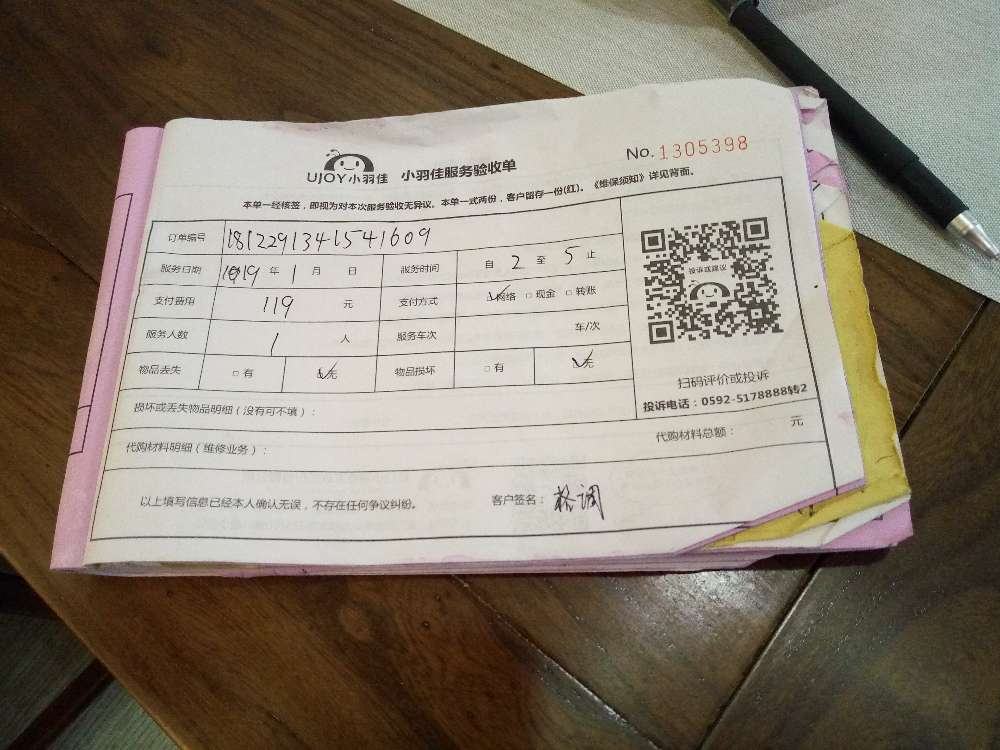 UJOY小羽佳 小羽佳服务验收单 No. 1305398
本单一经核签，即视为对本次服务验收无异议。本单一式两份，客户留存一份(红)。《维保须知》详见背面。
订单编号 1812291341541609
服务日期 1919 年 1 月 日 服务时间 自 2 至 5 止
支付费用 119 元 支付方式 ☑网络 □现金 □转账
服务人数 1 人 服务车次 车/次
物品丢失 □有 ☑无 物品损坏 □有 ☑无
投诉或建议
扫码评价或投诉
投诉电话：0592-5178888转2
损坏或丢失物品明细（没有可不填）：
代购材料明细（维修业务）： 代购材料总额： 元
以上填写信息已经本人确认无误，不存在任何争议纠纷。 客户签名：格调